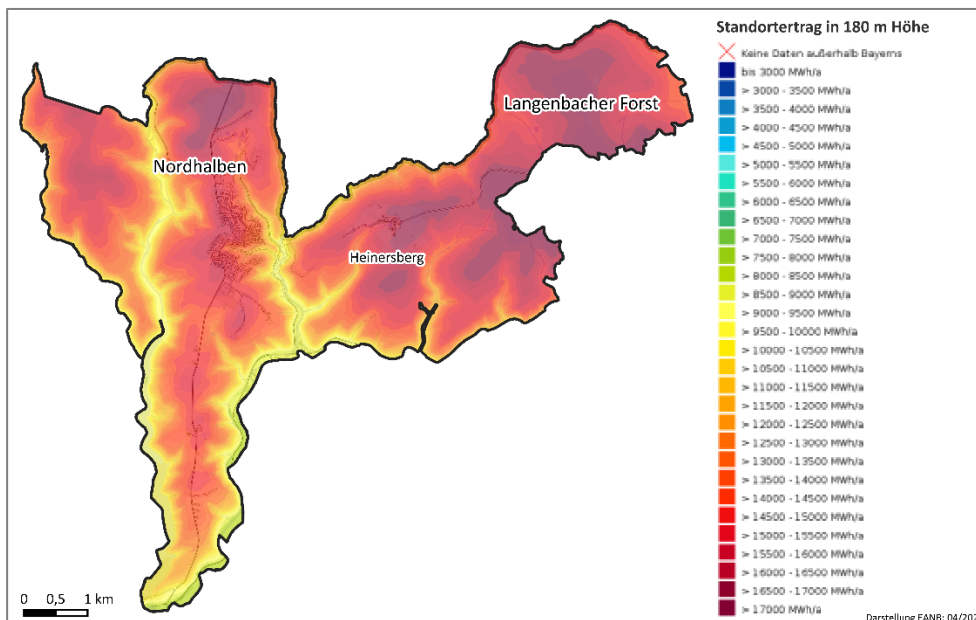 Standortertrag in 180 m Höhe
Keine Daten außerhalb Bayerns
bis 3000 MWh/a
> 3000 - 3500 MWh/a
> 3500 - 4000 MWh/a
> 4000 - 4500 MWh/a
> 4500 - 5000 MWh/a
> 5000 - 5500 MWh/a
> 5500 - 6000 MWh/a
> 6000 - 6500 MWh/a
> 6500 - 7000 MWh/a
> 7000 - 7500 MWh/a
> 7500 - 8000 MWh/a
> 8000 - 8500 MWh/a
> 8500 - 9000 MWh/a
> 9000 - 9500 MWh/a
> 9500 - 10000 MWh/a
> 10000 - 10500 MWh/a
> 10500 - 11000 MWh/a
> 11000 - 11500 MWh/a
> 11500 - 12000 MWh/a
> 12000 - 12500 MWh/a
> 12500 - 13000 MWh/a
> 13000 - 13500 MWh/a
> 13500 - 14000 MWh/a
> 14000 - 14500 MWh/a
> 14500 - 15000 MWh/a
> 15000 - 15500 MWh/a
> 15500 - 16000 MWh/a
> 16000 - 16500 MWh/a
> 16500 - 17000 MWh/a
> 17000 MWh/a
Langenbacher Forst
Nordhalben
Heinersberg
0 0,5 1 km
Darstellung EANB; 04/202